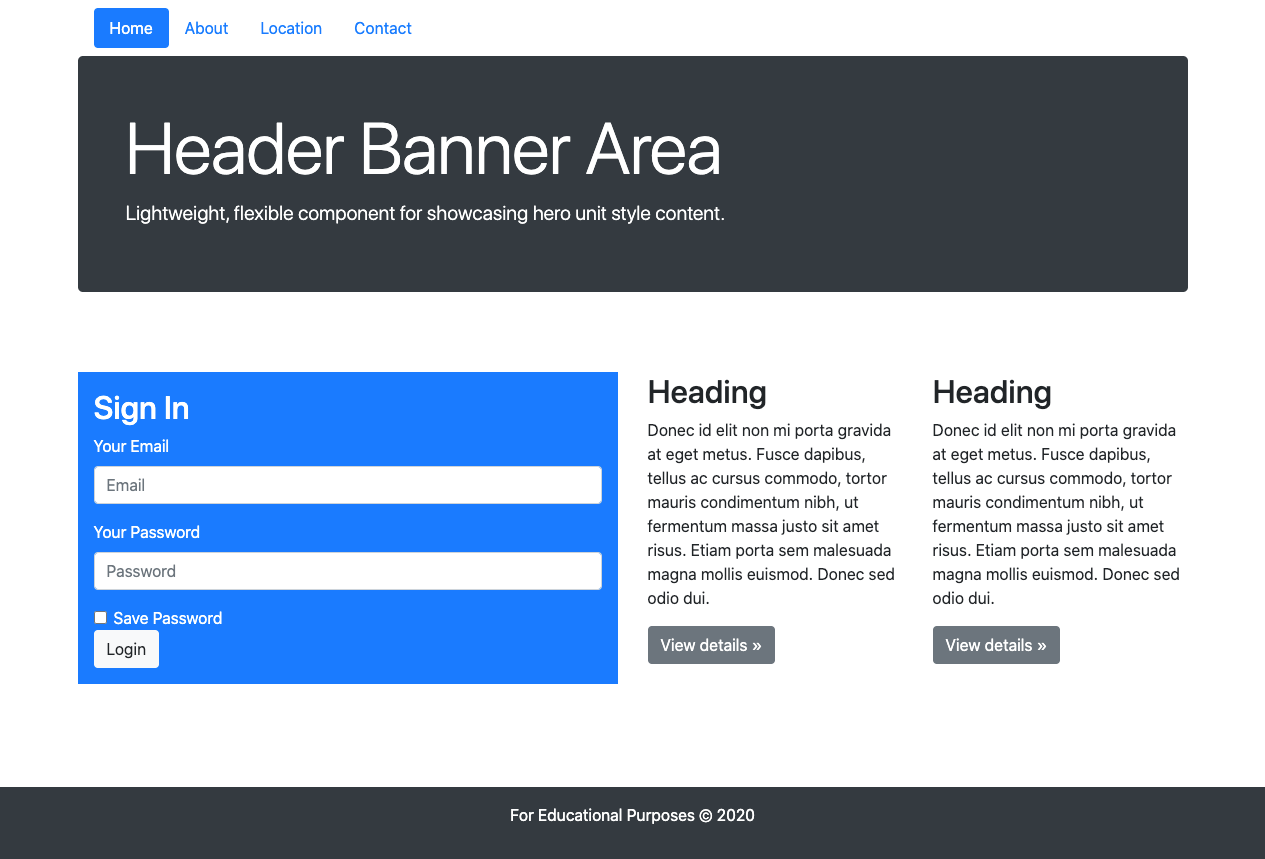 Home About Location Contact
Header Banner Area
Lightweight, flexible component for showcasing hero unit style content.
Sign In
Your Email
Email
Your Password
Password
Save Password
Login
Heading
Donec id elit non mi porta gravida
at eget metus. Fusce dapibus,
tellus ac cursus commodo, tortor
mauris condimentum nibh, ut
fermentum massa justo sit amet
risus. Etiam porta sem malesuada
magna mollis euismod. Donec sed
odio dui.
View details »
Heading
Donec id elit non mi porta gravida
at eget metus. Fusce dapibus,
tellus ac cursus commodo, tortor
mauris condimentum nibh, ut
fermentum massa justo sit amet
risus. Etiam porta sem malesuada
magna mollis euismod. Donec sed
odio dui.
View details »
For Educational Purposes © 2020